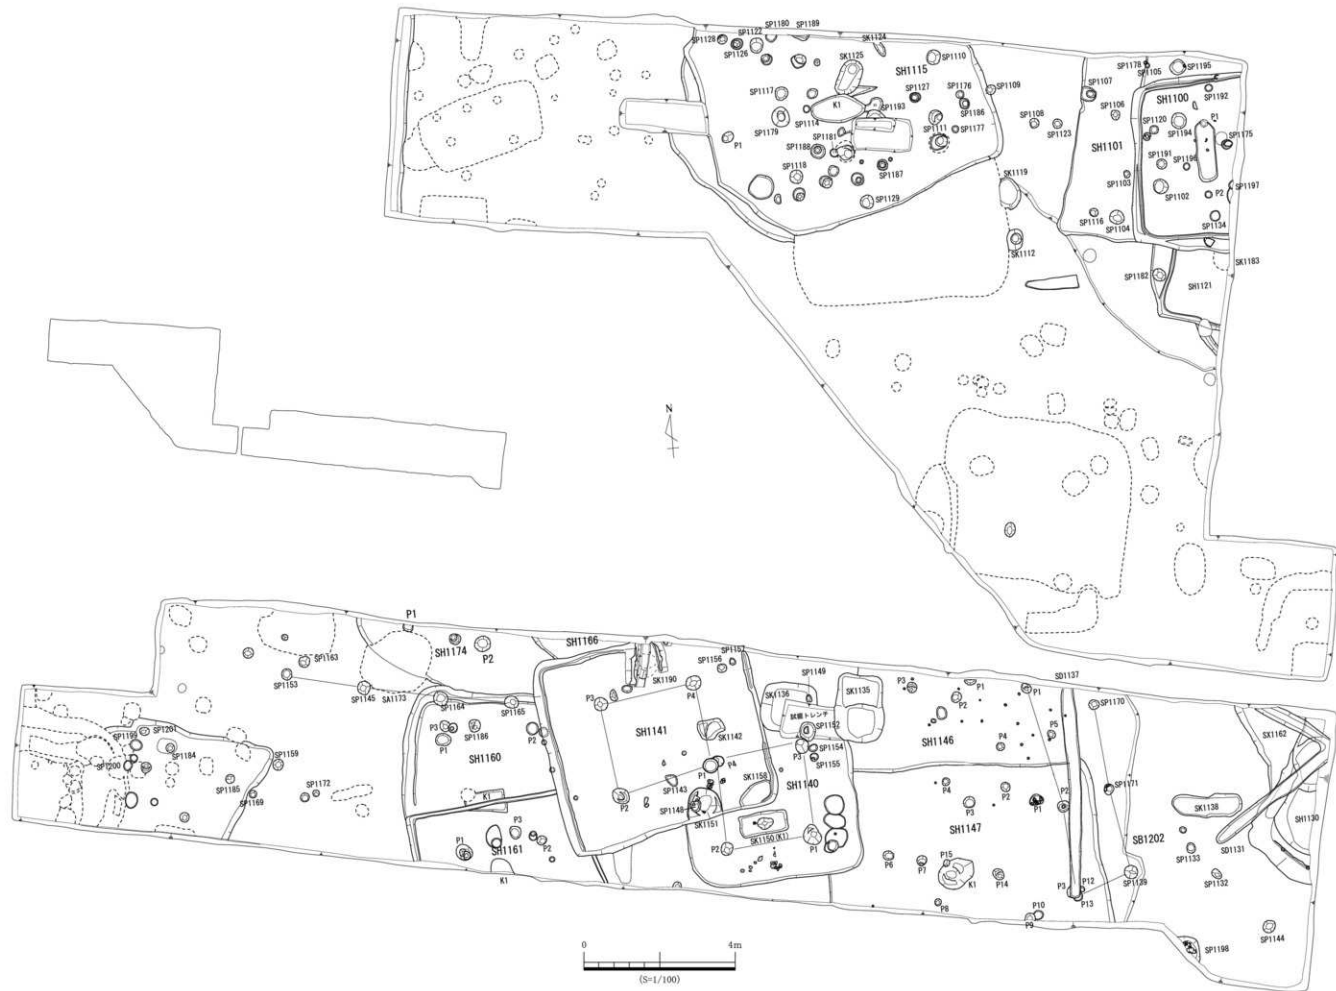 SP1180
SP1189
SP1128
SP1122
SP1126
SK1124
SK1125
SH1115
SP1110
SP1117
SP1127
SP1176
SP1109
SP1186
K1
SP1193
SP1114
SP1179
SP1181
SP1111
SP1177
P1
SP1188
SP1118
SP1187
SP1129
SP1108
SP1123
SK1119
SK1112
SP1178
SP1105
SP1195
SP1107
SP1106
SH1100
SP1192
SP1120
SP1194
P1
SP1175
SH1101
SP1191
SP1196
SP1103
SP1102
P2
SP1197
SP1116
SP1104
SP1134
SP1182
SK1183
SH1121
N
P1
SH1174
P2
SH1166
SP1163
SP1153
SP1145
SA1173
SP1164
SP1165
SP1199
SP1201
SP1184
SP1200
SP1159
SP1185
SP1169
SP1172
P3
SP1186
P1
SH1160
K1
P3
P1
SH1161
P2
K1
SK1190
SP1156
SP1157
P4
P3
SH1141
SK1142
P1
P4
SP1143
P2
SP1148
SK1151
SK1158
SK1150(K1)
P2
P1
2
SP1149
SK1136
SK1135
試掘トレンチ
SP1152
P3
SP1154
SP1155
SH1140
SD1137
P3
P1
P2
P1
P5
P4
SH1146
SP1170
P4
P2
P3
P1
P2
SH1147
SP1171
P6
P7
P15
K1
P14
P8
P10
P9
P3
P12
P13
SP1139
SB1202
SX1162
SK1138
SH1130
SD1131
SP1133
SP1132
SP1144
SP1198
0
4m
(S=1/100)